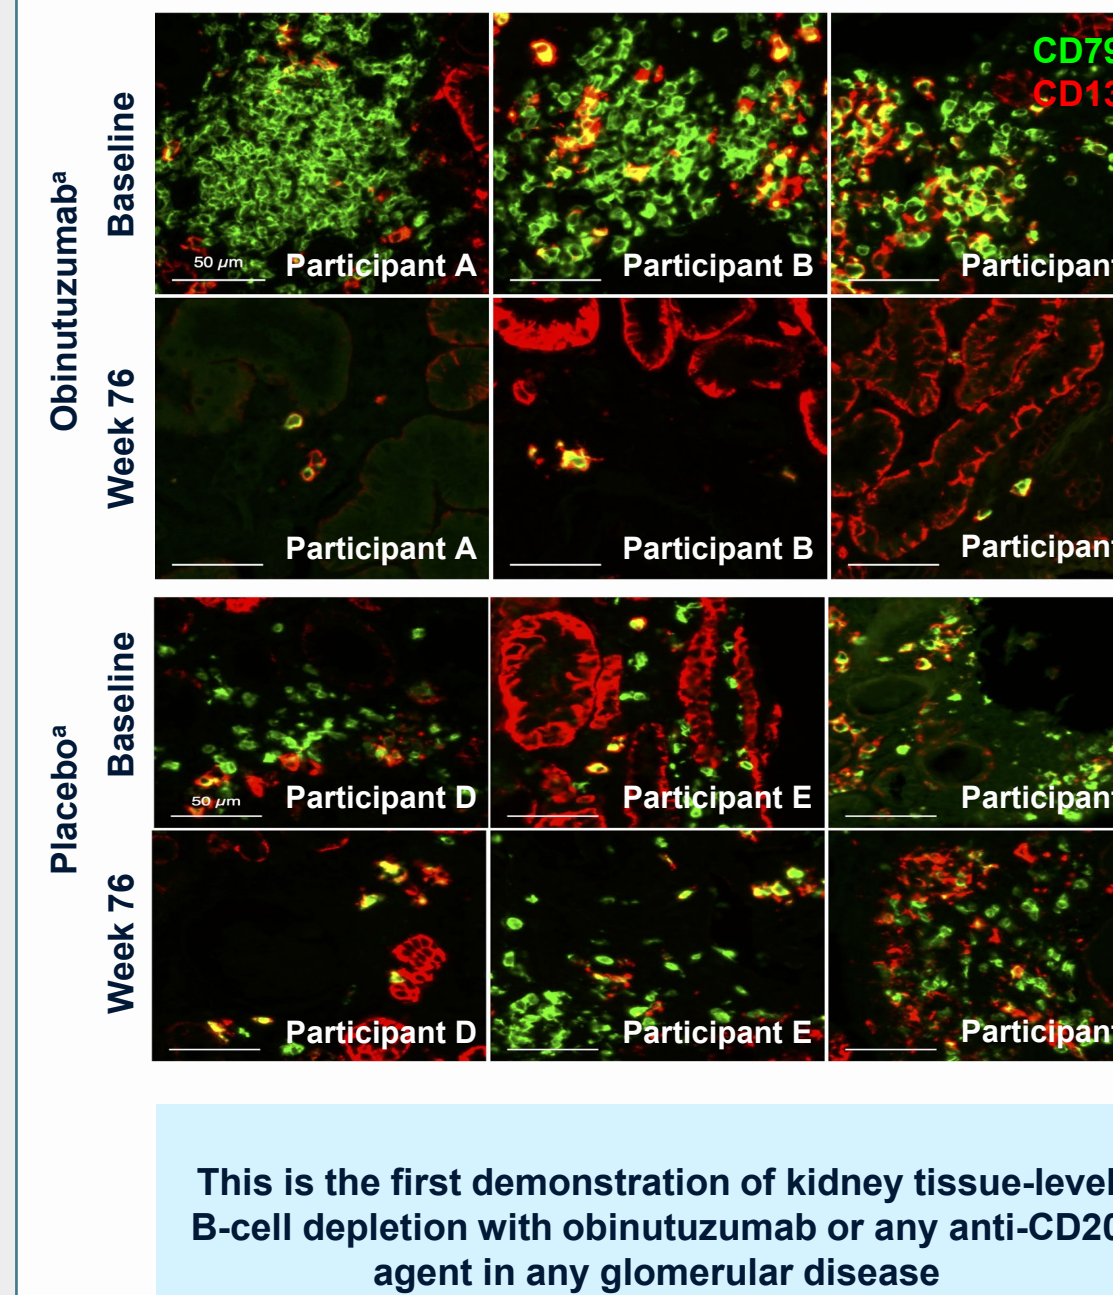 Obinutuzumabᵃ
Baseline
CD79
CD13
50 µm
Participant A
Participant B
Participant
Week 76
Participant A
Participant B
Participant
Placeboᵃ
Baseline
50 µm
Participant D
Participant E
Participant
Week 76
Participant D
Participant E
Participant
This is the first demonstration of kidney tissue-level
B-cell depletion with obinutuzumab or any anti-CD20
agent in any glomerular disease